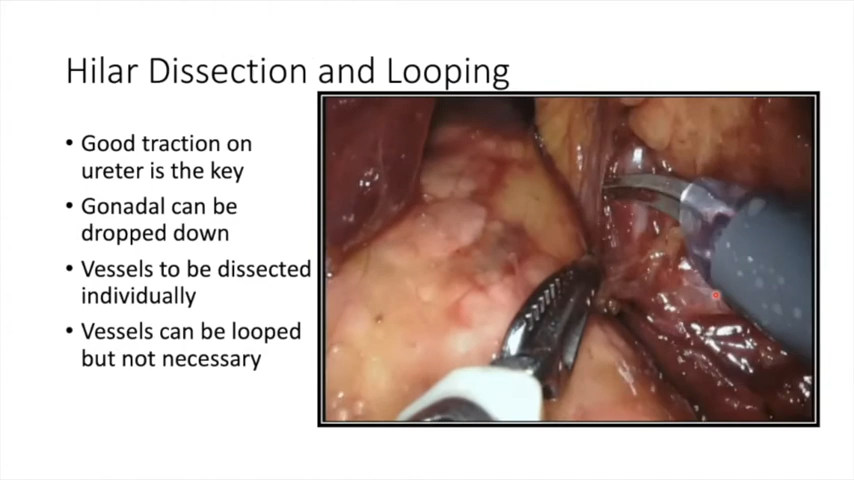 Hilar Dissection and Looping
• Good traction on
ureter is the key
• Gonadal can be
dropped down
• Vessels to be dissected
individually
• Vessels can be looped
but not necessary